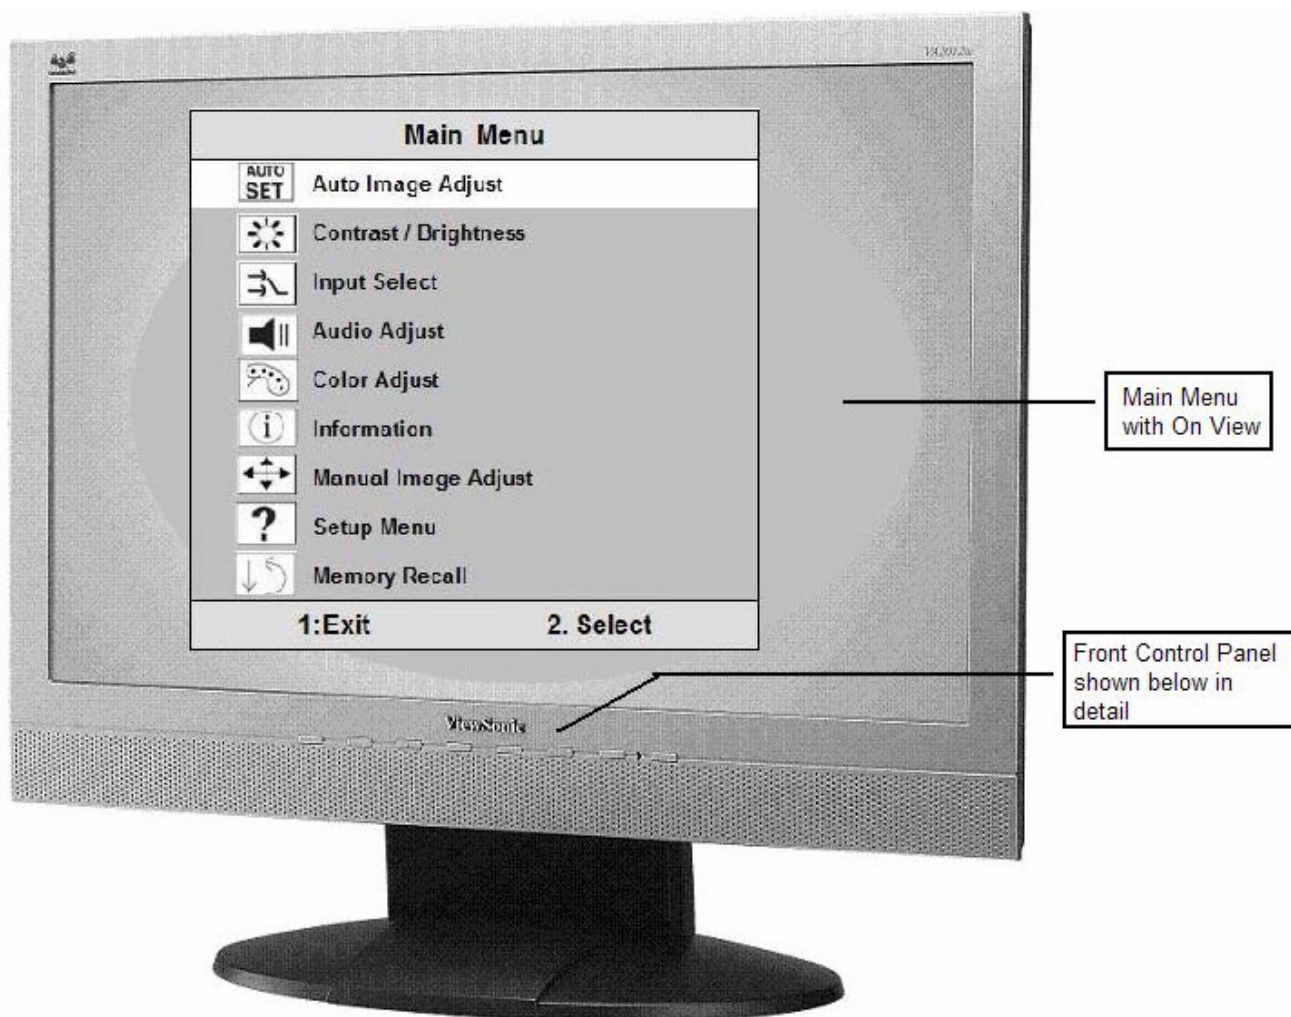 VA2012w
Main Menu
AUTO
SET
Auto Image Adjust
Contrast / Brightness
Input Select
Audio Adjust
Color Adjust
i
Information
Manual Image Adjust
?
Setup Menu
Memory Recall
1:Exit
2. Select
Main Menu
with On View
Front Control Panel
shown below in
detail
ViewSonic